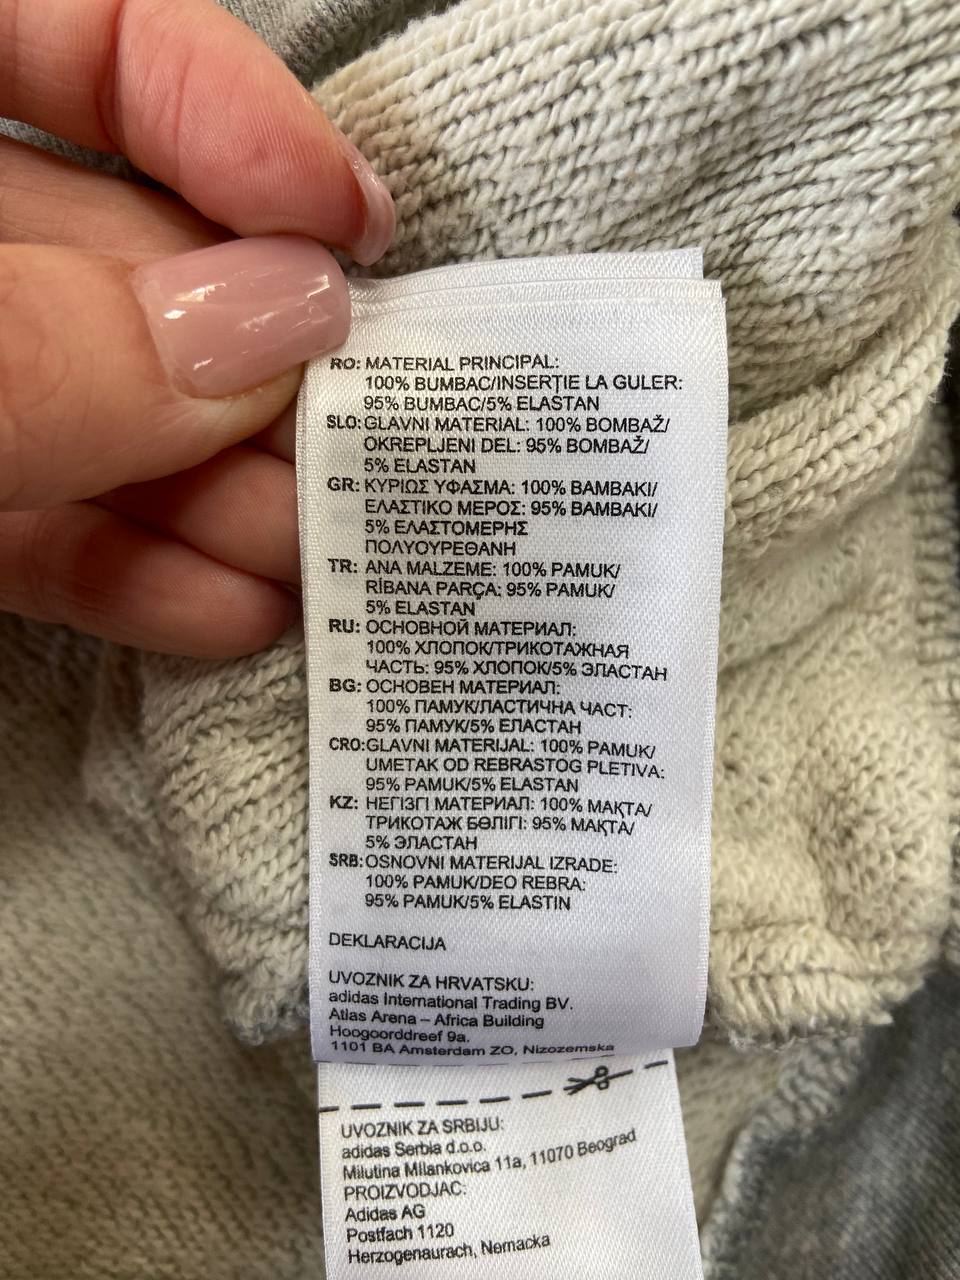 RO: MATERIAL PRINCIPAL:
100% BUMBAC/INSERŢIE LA GULER:
95% BUMBAC/5% ELASTAN
SLO: GLAVNI MATERIAL: 100% BOMBAŽ/
OKREPLJENI DEL: 95% BOMBAŽ/
5% ELASTAN
GR: ΚΥΡΙΩΣ ΥΦΑΣΜΑ: 100% ΒΑΜΒΑΚΙ/
ΕΛΑΣΤΙΚΟ ΜΕΡΟΣ: 95% ΒΑΜΒΑΚΙ/
5% ΕΛΑΣΤΟΜΕΡΗΣ
ΠΟΛΥΟΥΡΕΘΑΝΗ
TR: ANA MALZEME: 100% PAMUK/
RİBANA PARÇA: 95% PAMUK/
5% ELASTAN
RU: ОСНОВНОЙ МАТЕРИАЛ:
100% ХЛОПОК/ТРИКОТАЖНАЯ
ЧАСТЬ: 95% ХЛОПОК/5% ЭЛАСТАН
BG: ОСНОВЕН МАТЕРИАЛ:
100% ПАМУК/ЛАСТИЧНА ЧАСТ:
95% ПАМУК/5% ЕЛАСТАН
CRO: GLAVNI MATERIJAL: 100% PAMUK/
UMETAK OD REBRASTOG PLETIVA:
95% PAMUK/5% ELASTAN
KZ: НЕГІЗГІ МАТЕРИАЛ: 100% МАҚТА/
ТРИКОТАЖ БӨЛІГІ: 95% МАҚТА/
5% ЭЛАСТАН
SRB: OSNOVNI MATERIJAL IZRADE:
100% PAMUK/DEO REBRA:
95% PAMUK/5% ELASTIN
DEKLARACIJA
UVOZNIK ZA HRVATSKU:
adidas International Trading BV.
Atlas Arena – Africa Building
Hoogoorddreef 9a.
1101 BA Amsterdam ZO, Nizozemska
UVOZNIK ZA SRBIJU:
adidas Serbia d.o.o.
Milutina Milankovica 11a, 11070 Beograd
PROIZVODJAC:
Adidas AG
Postfach 1120
Herzogenaurach, Nemacka